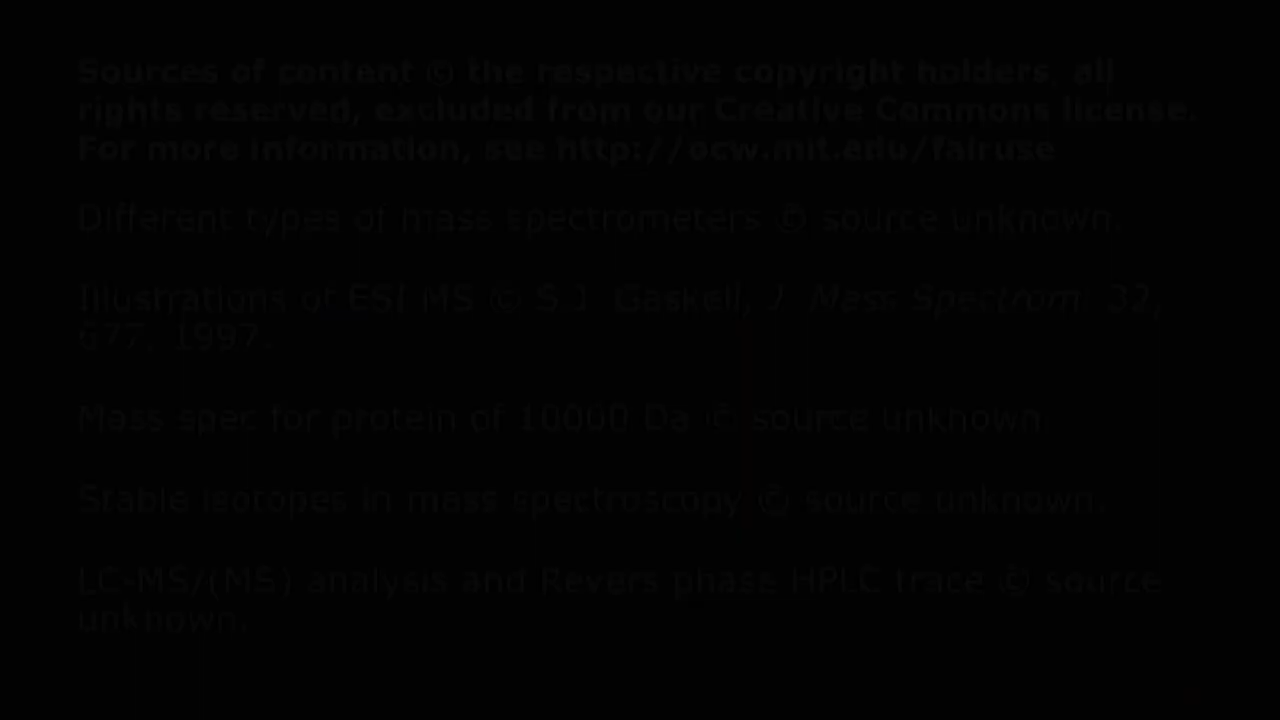 Sources of content © the respective copyright holders, all
rights reserved, excluded from our Creative Commons license.
For more information, see http://ocw.mit.edu/fairuse
Different types of mass spectrometers © source unknown.
Illustrations of ESI MS © S.J. Gaskell, J. Mass Spectrom. 32,
677, 1997.
Mass spec for protein of 10000 Da © source unknown.
Stable isotopes in mass spectroscopy © source unknown.
LC-MS/(MS) analysis and Revers phase HPLC trace © source
unknown.